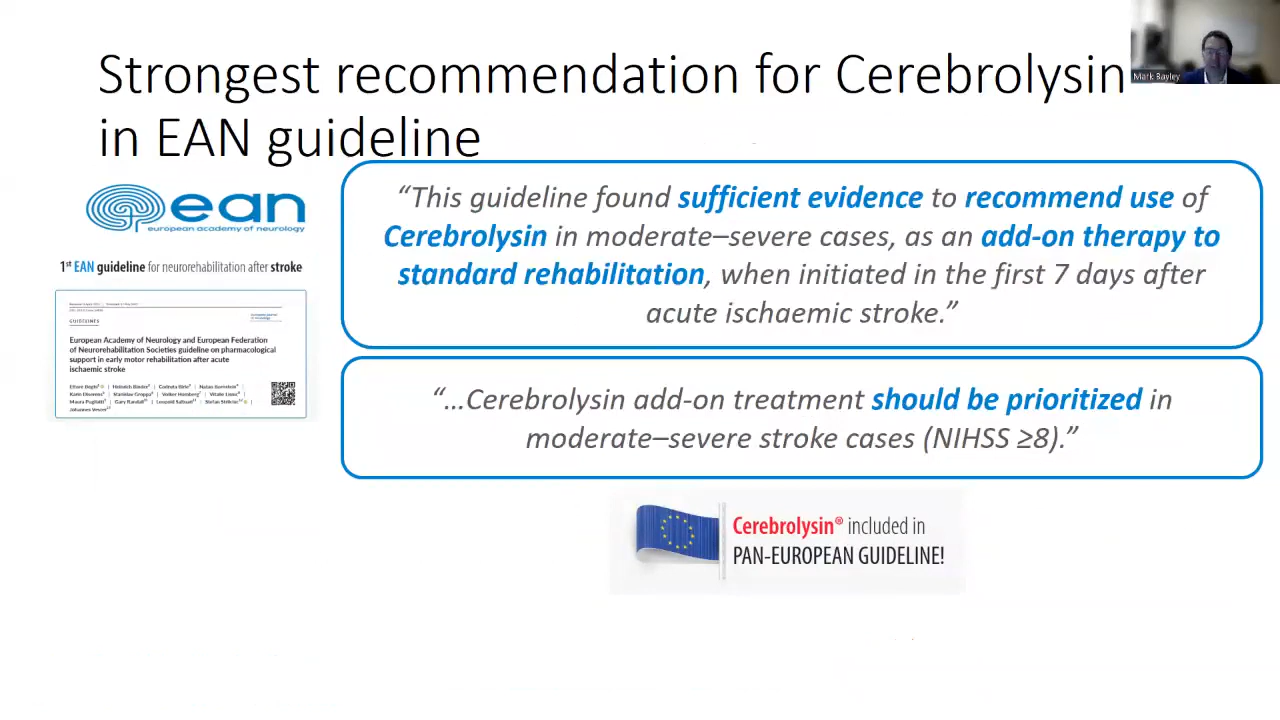 Strongest recommendation for Cerebrolysin
in EAN guideline
Mark Bayley
ean
european academy of neurology
1st EAN guideline for neurorehabilitation after stroke
GUIDELINES
European Academy of Neurology and European Federation
of Neurorehabilitation Societies guideline on pharmacological
support in early motor rehabilitation after acute
ischaemic stroke
“This guideline found sufficient evidence to recommend use of
Cerebrolysin in moderate–severe cases, as an add-on therapy to
standard rehabilitation, when initiated in the first 7 days after
acute ischaemic stroke.”
“...Cerebrolysin add-on treatment should be prioritized in
moderate–severe stroke cases (NIHSS ≥8).”
Cerebrolysin® included in
PAN-EUROPEAN GUIDELINE!